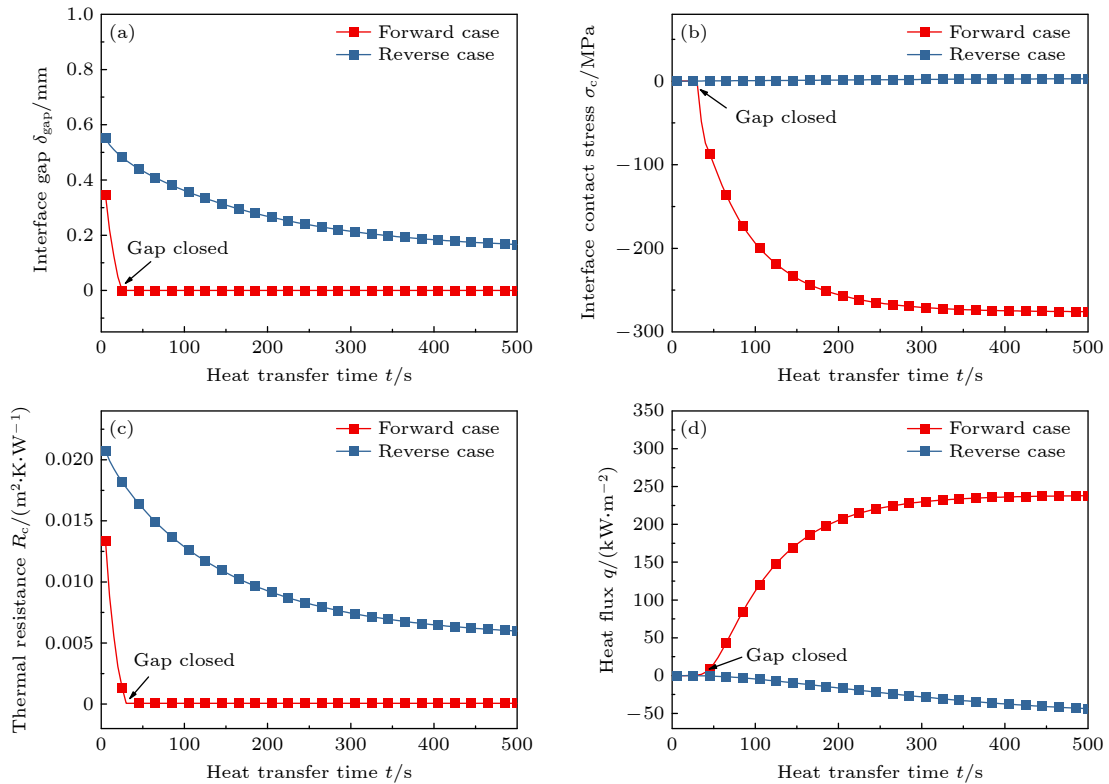 (a)
Forward case
Reverse case
Gap closed
Interface gap δgap/mm
1.0
0.8
0.6
0.4
0.2
0
0 100 200 300 400 500
Heat transfer time t/s
(b)
Forward case
Reverse case
Gap closed
Interface contact stress σc/MPa
0
−100
−200
−300
0 100 200 300 400 500
Heat transfer time t/s
(c)
Forward case
Reverse case
Gap closed
Thermal resistance Rc/(m²·K·W⁻¹)
0.020
0.015
0.010
0.005
0
0 100 200 300 400 500
Heat transfer time t/s
(d)
Forward case
Reverse case
Gap closed
Heat flux q/(kW·m⁻²)
350
300
250
200
150
100
50
0
−50
0 100 200 300 400 500
Heat transfer time t/s